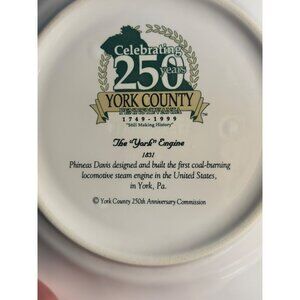 Celebrating
250 years
YORK COUNTY
PENNSYLVANIA
1749-1999
"Still Making History"
TM
The "York" Engine
1831
Phineas Davis designed and built the first coal-burning
locomotive steam engine in the United States,
in York, Pa.
© York County 250th Anniversary Commission